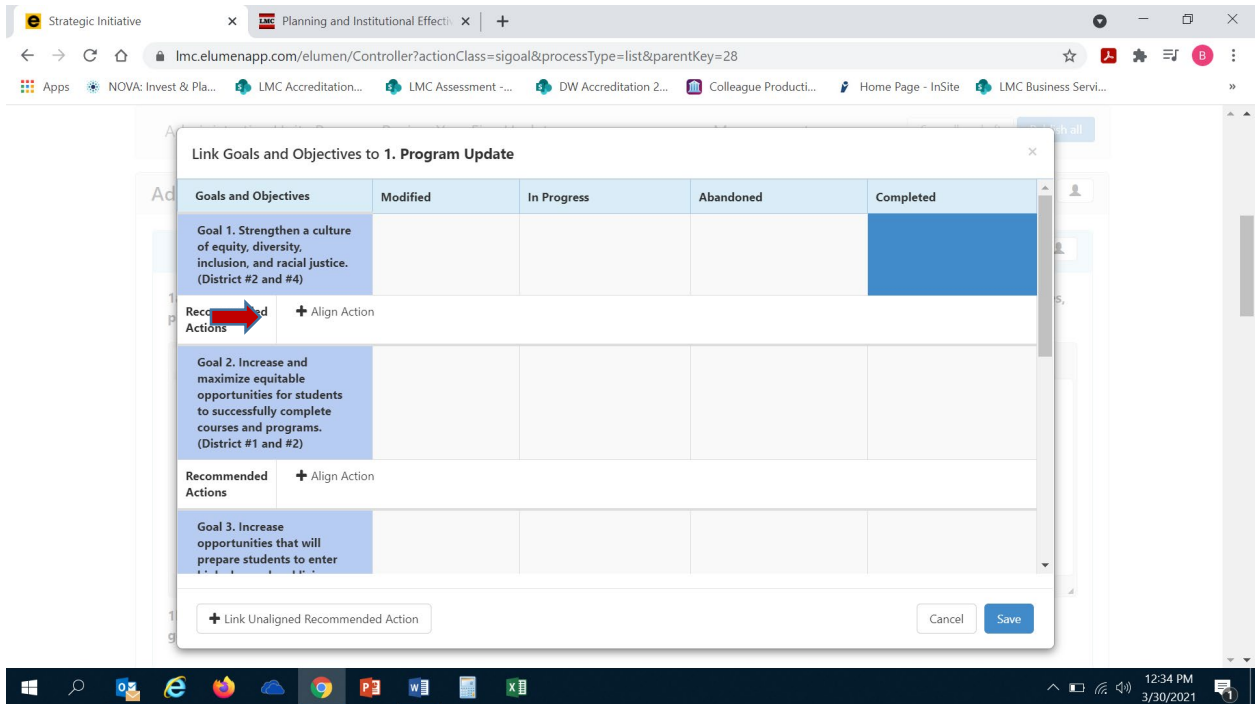 Strategic Initiative
LMC Planning and Institutional Effectiv
lmc.elumenapp.com/elumen/Controller?actionClass=sigoal&processType=list&parentKey=28
B
Apps NOVA: Invest & Pla... LMC Accreditation... LMC Assessment -... DW Accreditation 2... Colleague Producti... Home Page - InSite LMC Business Servi... »
Link Goals and Objectives to 1. Program Update
Goals and Objectives Modified In Progress Abandoned Completed
Goal 1. Strengthen a culture
of equity, diversity,
inclusion, and racial justice.
(District #2 and #4)
+ Align Action
Actions
Goal 2. Increase and
maximize equitable
opportunities for students
to successfully complete
courses and programs.
(District #1 and #2)
Recommended + Align Action
Actions
Goal 3. Increase
opportunities that will
prepare students to enter
+ Link Unaligned Recommended Action Cancel Save
12:34 PM
3/30/2021
1